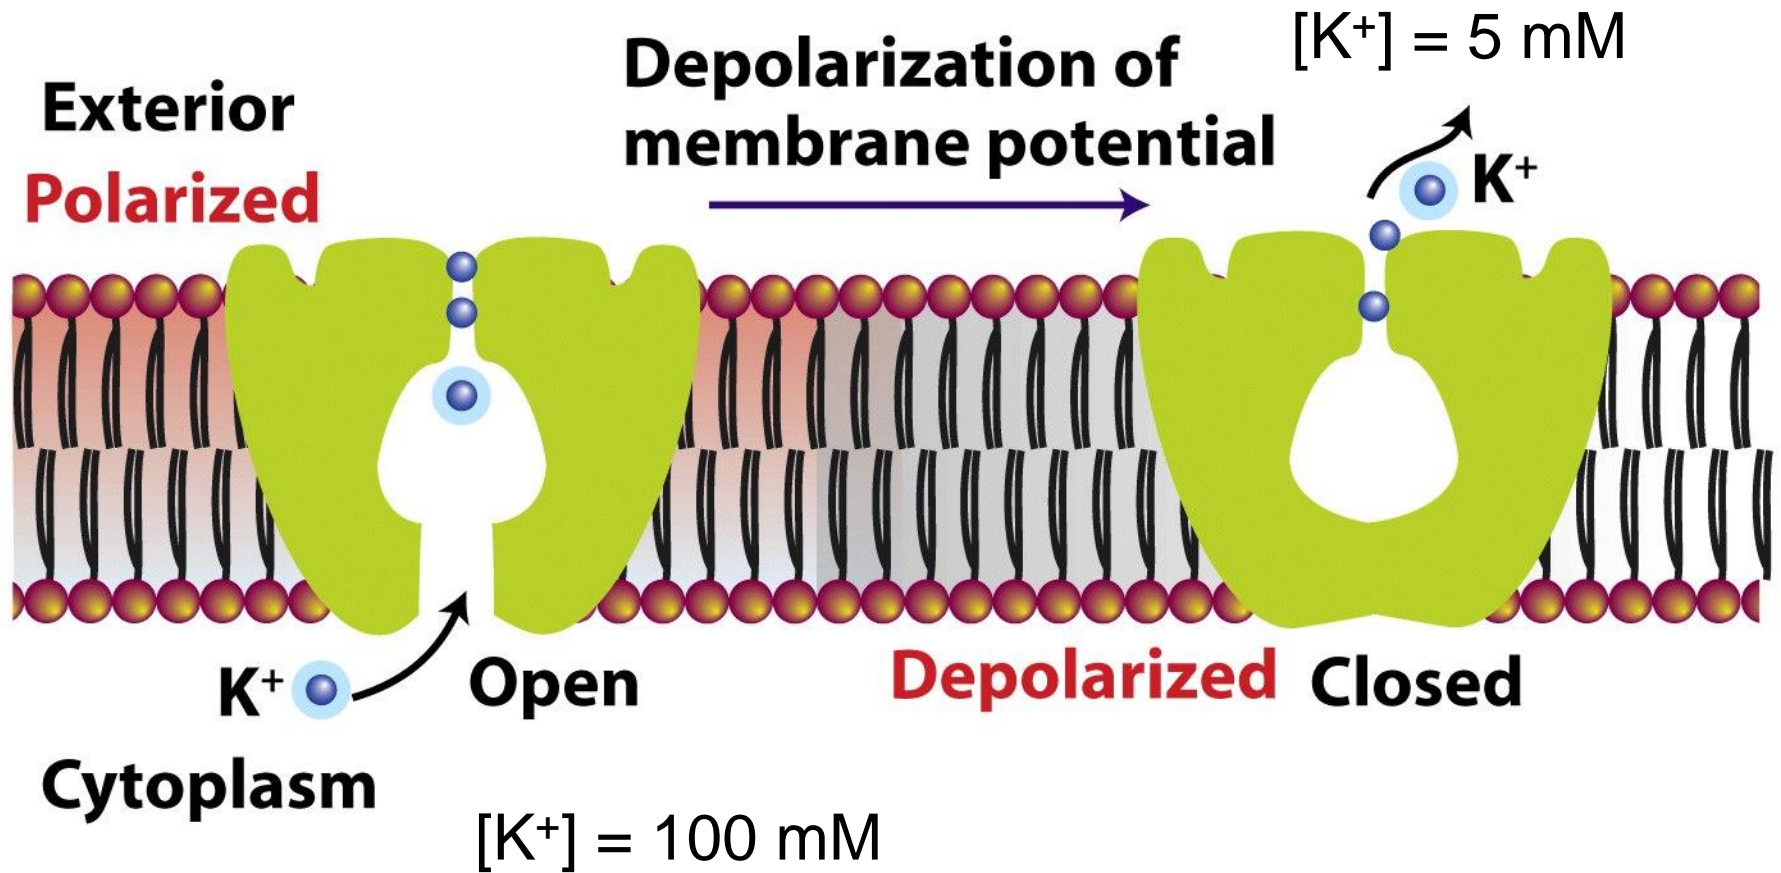 [K⁺] = 5 mM
Depolarization of
membrane potential
Exterior
Polarized
K⁺
K⁺
Open
Depolarized
Closed
Cytoplasm
[K⁺] = 100 mM